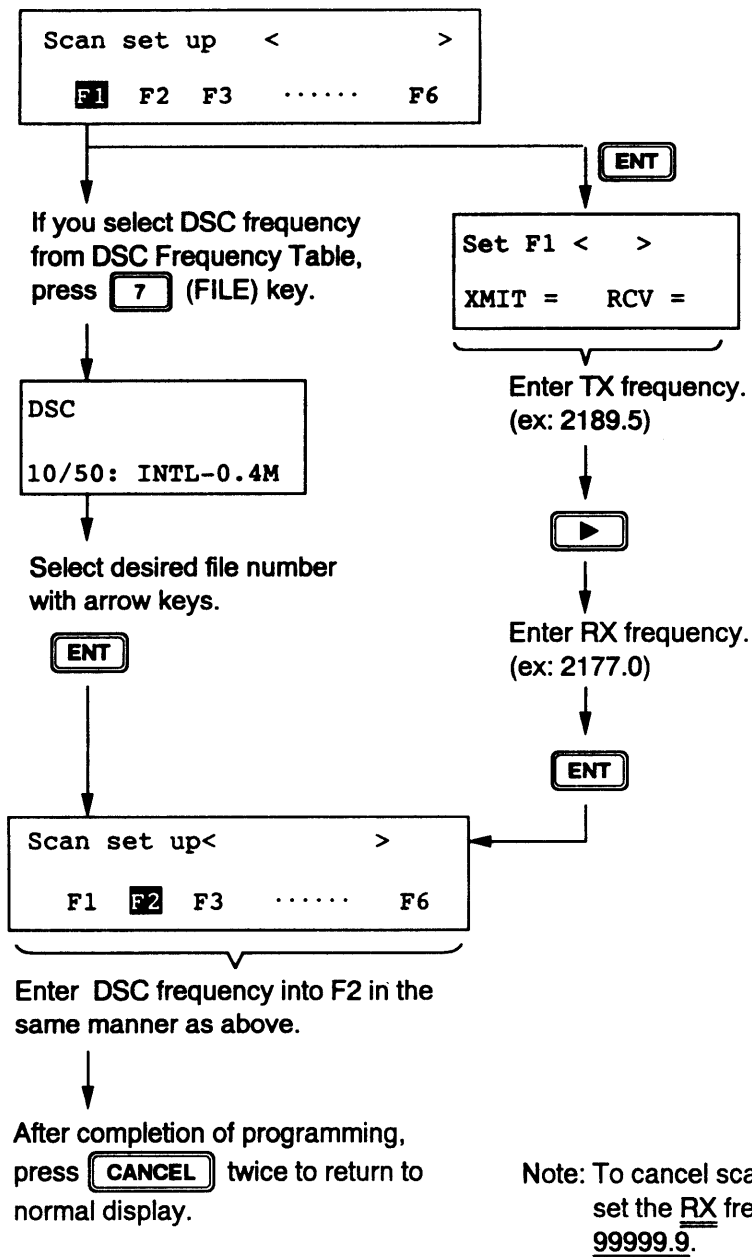 Scan set up < >
F1 F2 F3 ······ F6
ENT
If you select DSC frequency
from DSC Frequency Table,
press 7 (FILE) key.
Set F1 < >
XMIT = RCV =
Enter TX frequency.
(ex: 2189.5)
DSC
10/50: INTL-0.4M
Select desired file number
with arrow keys.
ENT
Enter RX frequency.
(ex: 2177.0)
ENT
Scan set up< >
F1 F2 F3 ······ F6
Enter DSC frequency into F2 in the
same manner as above.
After completion of programming,
press CANCEL twice to return to
normal display.
Note: To cancel
set the RX
99999.9.